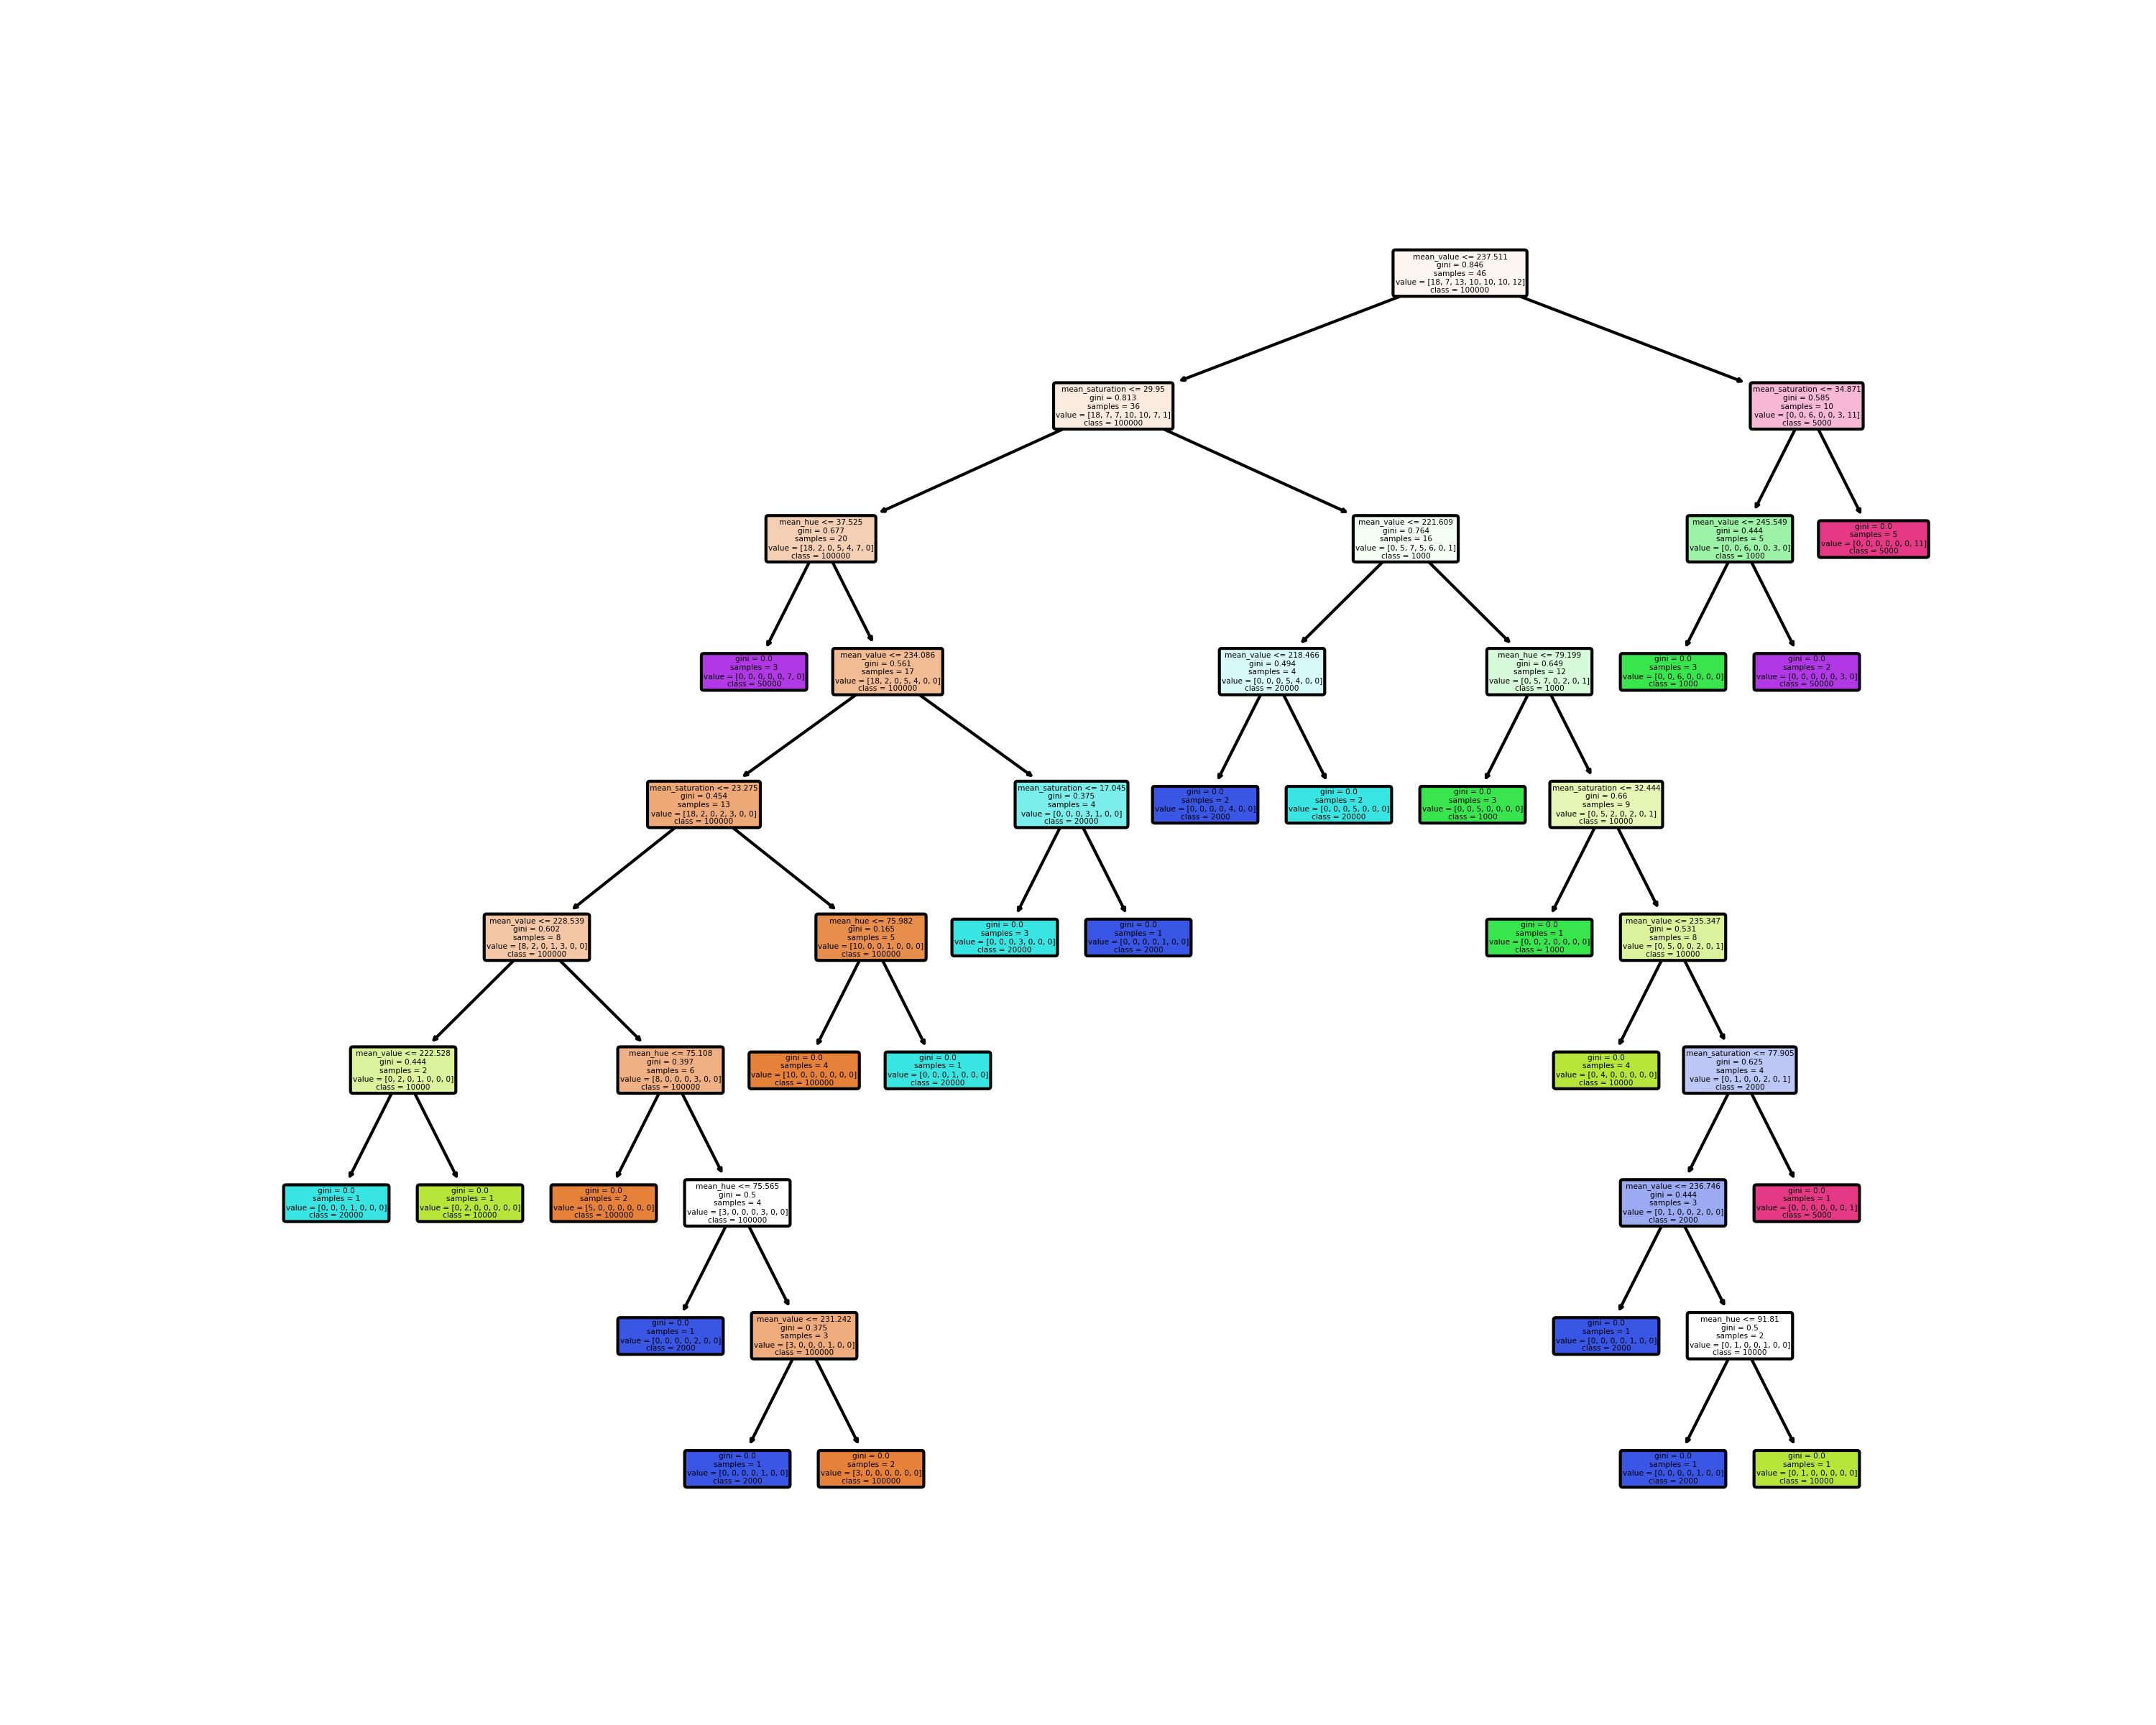 mean_value <= 237.511
gini = 0.846
samples = 46
value = [18, 7, 13, 10, 10, 10, 12]
class = 100000
mean_saturation <= 29.95
gini = 0.813
samples = 36
value = [18, 7, 7, 10, 10, 7, 1]
class = 100000
mean_saturation <= 34.871
gini = 0.585
samples = 10
value = [0, 0, 6, 0, 0, 3, 11]
class = 5000
mean_hue <= 37.525
gini = 0.677
samples = 20
value = [18, 2, 0, 5, 4, 7, 0]
class = 100000
mean_value <= 221.609
gini = 0.764
samples = 16
value = [0, 5, 7, 5, 6, 0, 1]
class = 1000
mean_value <= 245.549
gini = 0.444
samples = 5
value = [0, 0, 6, 0, 0, 3, 0]
class = 1000
gini = 0.0
samples = 5
value = [0, 0, 0, 0, 0, 0, 11]
class = 5000
gini = 0.0
samples = 3
value = [0, 0, 0, 0, 0, 7, 0]
class = 50000
mean_value <= 234.086
gini = 0.561
samples = 17
value = [18, 2, 0, 5, 4, 0, 0]
class = 100000
mean_value <= 218.466
gini = 0.494
samples = 4
value = [0, 0, 0, 5, 4, 0, 0]
class = 20000
mean_hue <= 79.199
gini = 0.649
samples = 12
value = [0, 5, 7, 0, 2, 0, 1]
class = 1000
gini = 0.0
samples = 3
value = [0, 0, 6, 0, 0, 0, 0]
class = 1000
gini = 0.0
samples = 2
value = [0, 0, 0, 0, 0, 3, 0]
class = 50000
mean_saturation <= 23.275
gini = 0.454
samples = 13
value = [18, 2, 0, 2, 3, 0, 0]
class = 100000
mean_saturation <= 17.045
gini = 0.375
samples = 4
value = [0, 0, 0, 3, 1, 0, 0]
class = 20000
gini = 0.0
samples = 2
value = [0, 0, 0, 0, 4, 0, 0]
class = 2000
gini = 0.0
samples = 2
value = [0, 0, 0, 5, 0, 0, 0]
class = 20000
gini = 0.0
samples = 3
value = [0, 0, 5, 0, 0, 0, 0]
class = 1000
mean_saturation <= 32.444
gini = 0.66
samples = 9
value = [0, 5, 2, 0, 2, 0, 1]
class = 10000
mean_value <= 228.539
gini = 0.602
samples = 8
value = [8, 2, 0, 1, 3, 0, 0]
class = 100000
mean_hue <= 75.982
gini = 0.165
samples = 5
value = [10, 0, 0, 1, 0, 0, 0]
class = 100000
gini = 0.0
samples = 3
value = [0, 0, 0, 3, 0, 0, 0]
class = 20000
gini = 0.0
samples = 1
value = [0, 0, 0, 0, 1, 0, 0]
class = 2000
gini = 0.0
samples = 1
value = [0, 0, 2, 0, 0, 0, 0]
class = 1000
mean_value <= 235.347
gini = 0.531
samples = 8
value = [0, 5, 0, 0, 2, 0, 1]
class = 10000
mean_value <= 222.528
gini = 0.444
samples = 2
value = [0, 2, 0, 1, 0, 0, 0]
class = 10000
mean_hue <= 75.108
gini = 0.397
samples = 6
value = [8, 0, 0, 0, 3, 0, 0]
class = 100000
gini = 0.0
samples = 4
value = [10, 0, 0, 0, 0, 0, 0]
class = 100000
gini = 0.0
samples = 1
value = [0, 0, 0, 1, 0, 0, 0]
class = 20000
gini = 0.0
samples = 4
value = [0, 4, 0, 0, 0, 0, 0]
class = 10000
mean_saturation <= 77.905
gini = 0.625
samples = 4
value = [0, 1, 0, 0, 2, 0, 1]
class = 2000
gini = 0.0
samples = 1
value = [0, 0, 0, 1, 0, 0, 0]
class = 20000
gini = 0.0
samples = 1
value = [0, 2, 0, 0, 0, 0, 0]
class = 10000
gini = 0.0
samples = 2
value = [5, 0, 0, 0, 0, 0, 0]
class = 100000
mean_hue <= 75.565
gini = 0.5
samples = 4
value = [3, 0, 0, 0, 3, 0, 0]
class = 100000
mean_value <= 236.746
gini = 0.444
samples = 3
value = [0, 1, 0, 0, 2, 0, 0]
class = 2000
gini = 0.0
samples = 1
value = [0, 0, 0, 0, 0, 0, 1]
class = 5000
gini = 0.0
samples = 1
value = [0, 0, 0, 0, 2, 0, 0]
class = 2000
mean_value <= 231.242
gini = 0.375
samples = 3
value = [3, 0, 0, 0, 1, 0, 0]
class = 100000
gini = 0.0
samples = 1
value = [0, 0, 0, 0, 1, 0, 0]
class = 2000
mean_hue <= 91.81
gini = 0.5
samples = 2
value = [0, 1, 0, 0, 1, 0, 0]
class = 10000
gini = 0.0
samples = 1
value = [0, 0, 0, 0, 1, 0, 0]
class = 2000
gini = 0.0
samples = 2
value = [3, 0, 0, 0, 0, 0, 0]
class = 100000
gini = 0.0
samples = 1
value = [0, 0, 0, 0, 1, 0, 0]
class = 2000
gini = 0.0
samples = 1
value = [0, 1, 0, 0, 0, 0, 0]
class = 10000